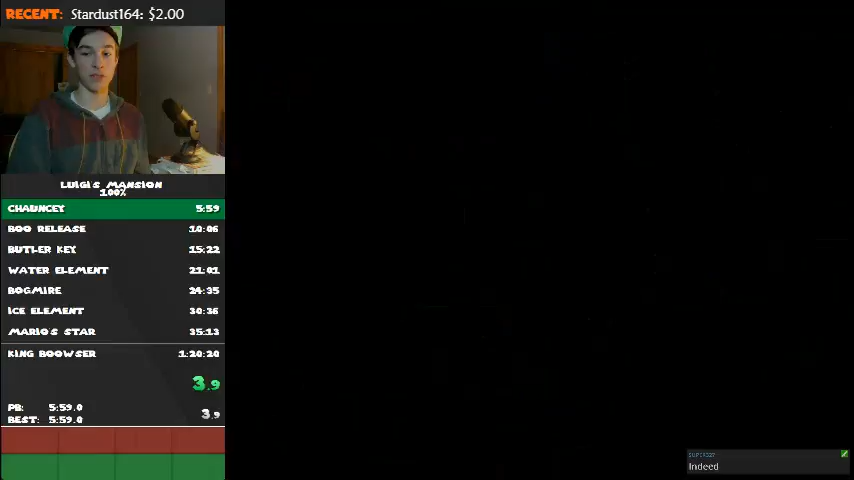 RECENT: Stardust164: $2.00
LUIGI'S MANSION
100%
CHAUNCEY 5:59
BOO RELEASE 10:06
BUTLER KEY 15:22
WATER ELEMENT 21:01
BOGMIRE 24:35
ICE ELEMENT 30:36
MARIO'S STAR 35:13
KING BOOWSER 1:20:20
3.9
PB: 5:59.0
BEST: 5:59.0
3.9
Indeed